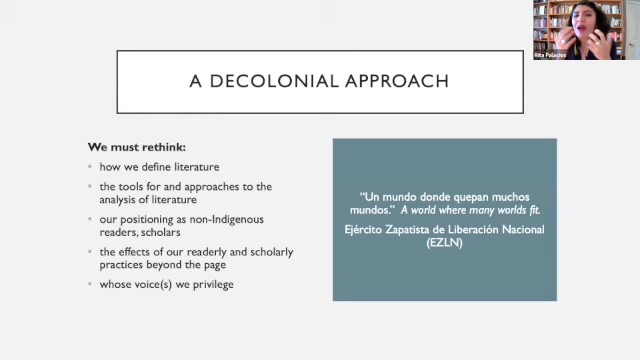 Rita Palacios
A DECOLONIAL APPROACH
We must rethink:
• how we define literature
• the tools for and approaches to the
analysis of literature
• our positioning as non-Indigenous
readers, scholars
• the effects of our readerly and scholarly
practices beyond the page
• whose voice(s) we privilege
“Un mundo donde quepan muchos
mundos.” A world where many worlds fit.
Ejército Zapatista de Liberación Nacional
(EZLN)